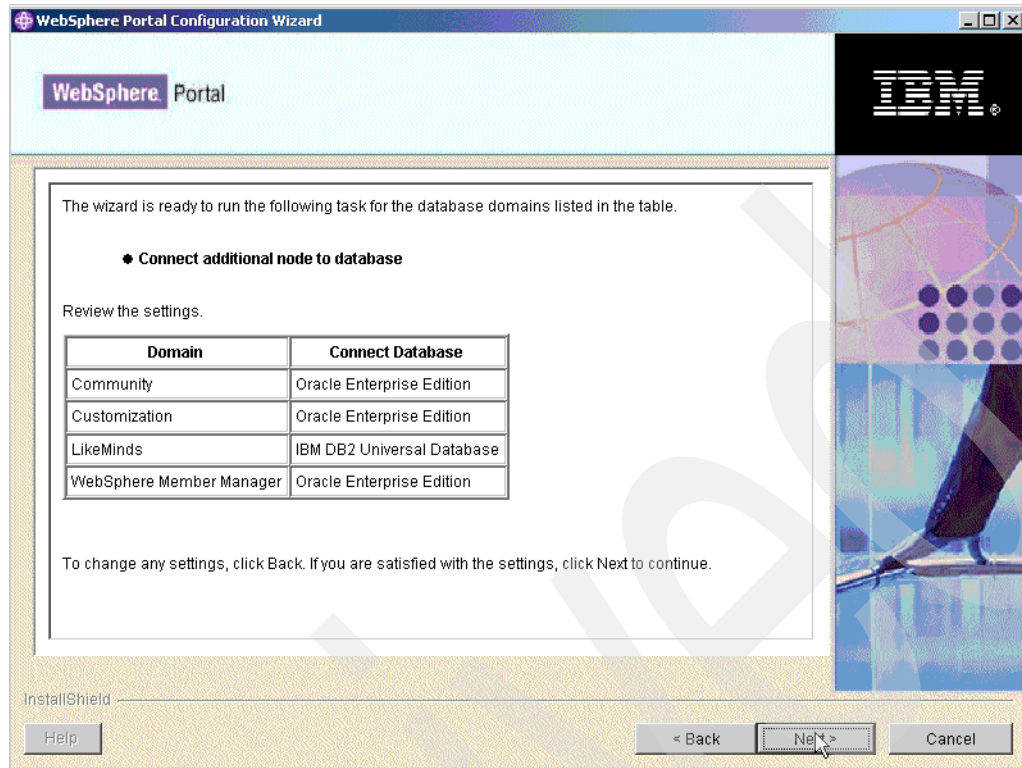 WebSphere Portal Configuration Wizard
WebSphere. Portal
IBM®
The wizard is ready to run the following task for the database domains listed in the table.
Connect additional node to database
Review the settings.
Domain Connect Database
Community Oracle Enterprise Edition
Customization Oracle Enterprise Edition
LikeMinds IBM DB2 Universal Database
WebSphere Member Manager Oracle Enterprise Edition
To change any settings, click Back. If you are satisfied with the settings, click Next to continue.
InstallShield
Help < Back Next > Cancel